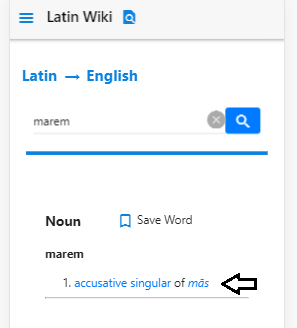 Latin Wiki
Latin → English
marem
Noun
Save Word
marem
1. accusative singular of mās